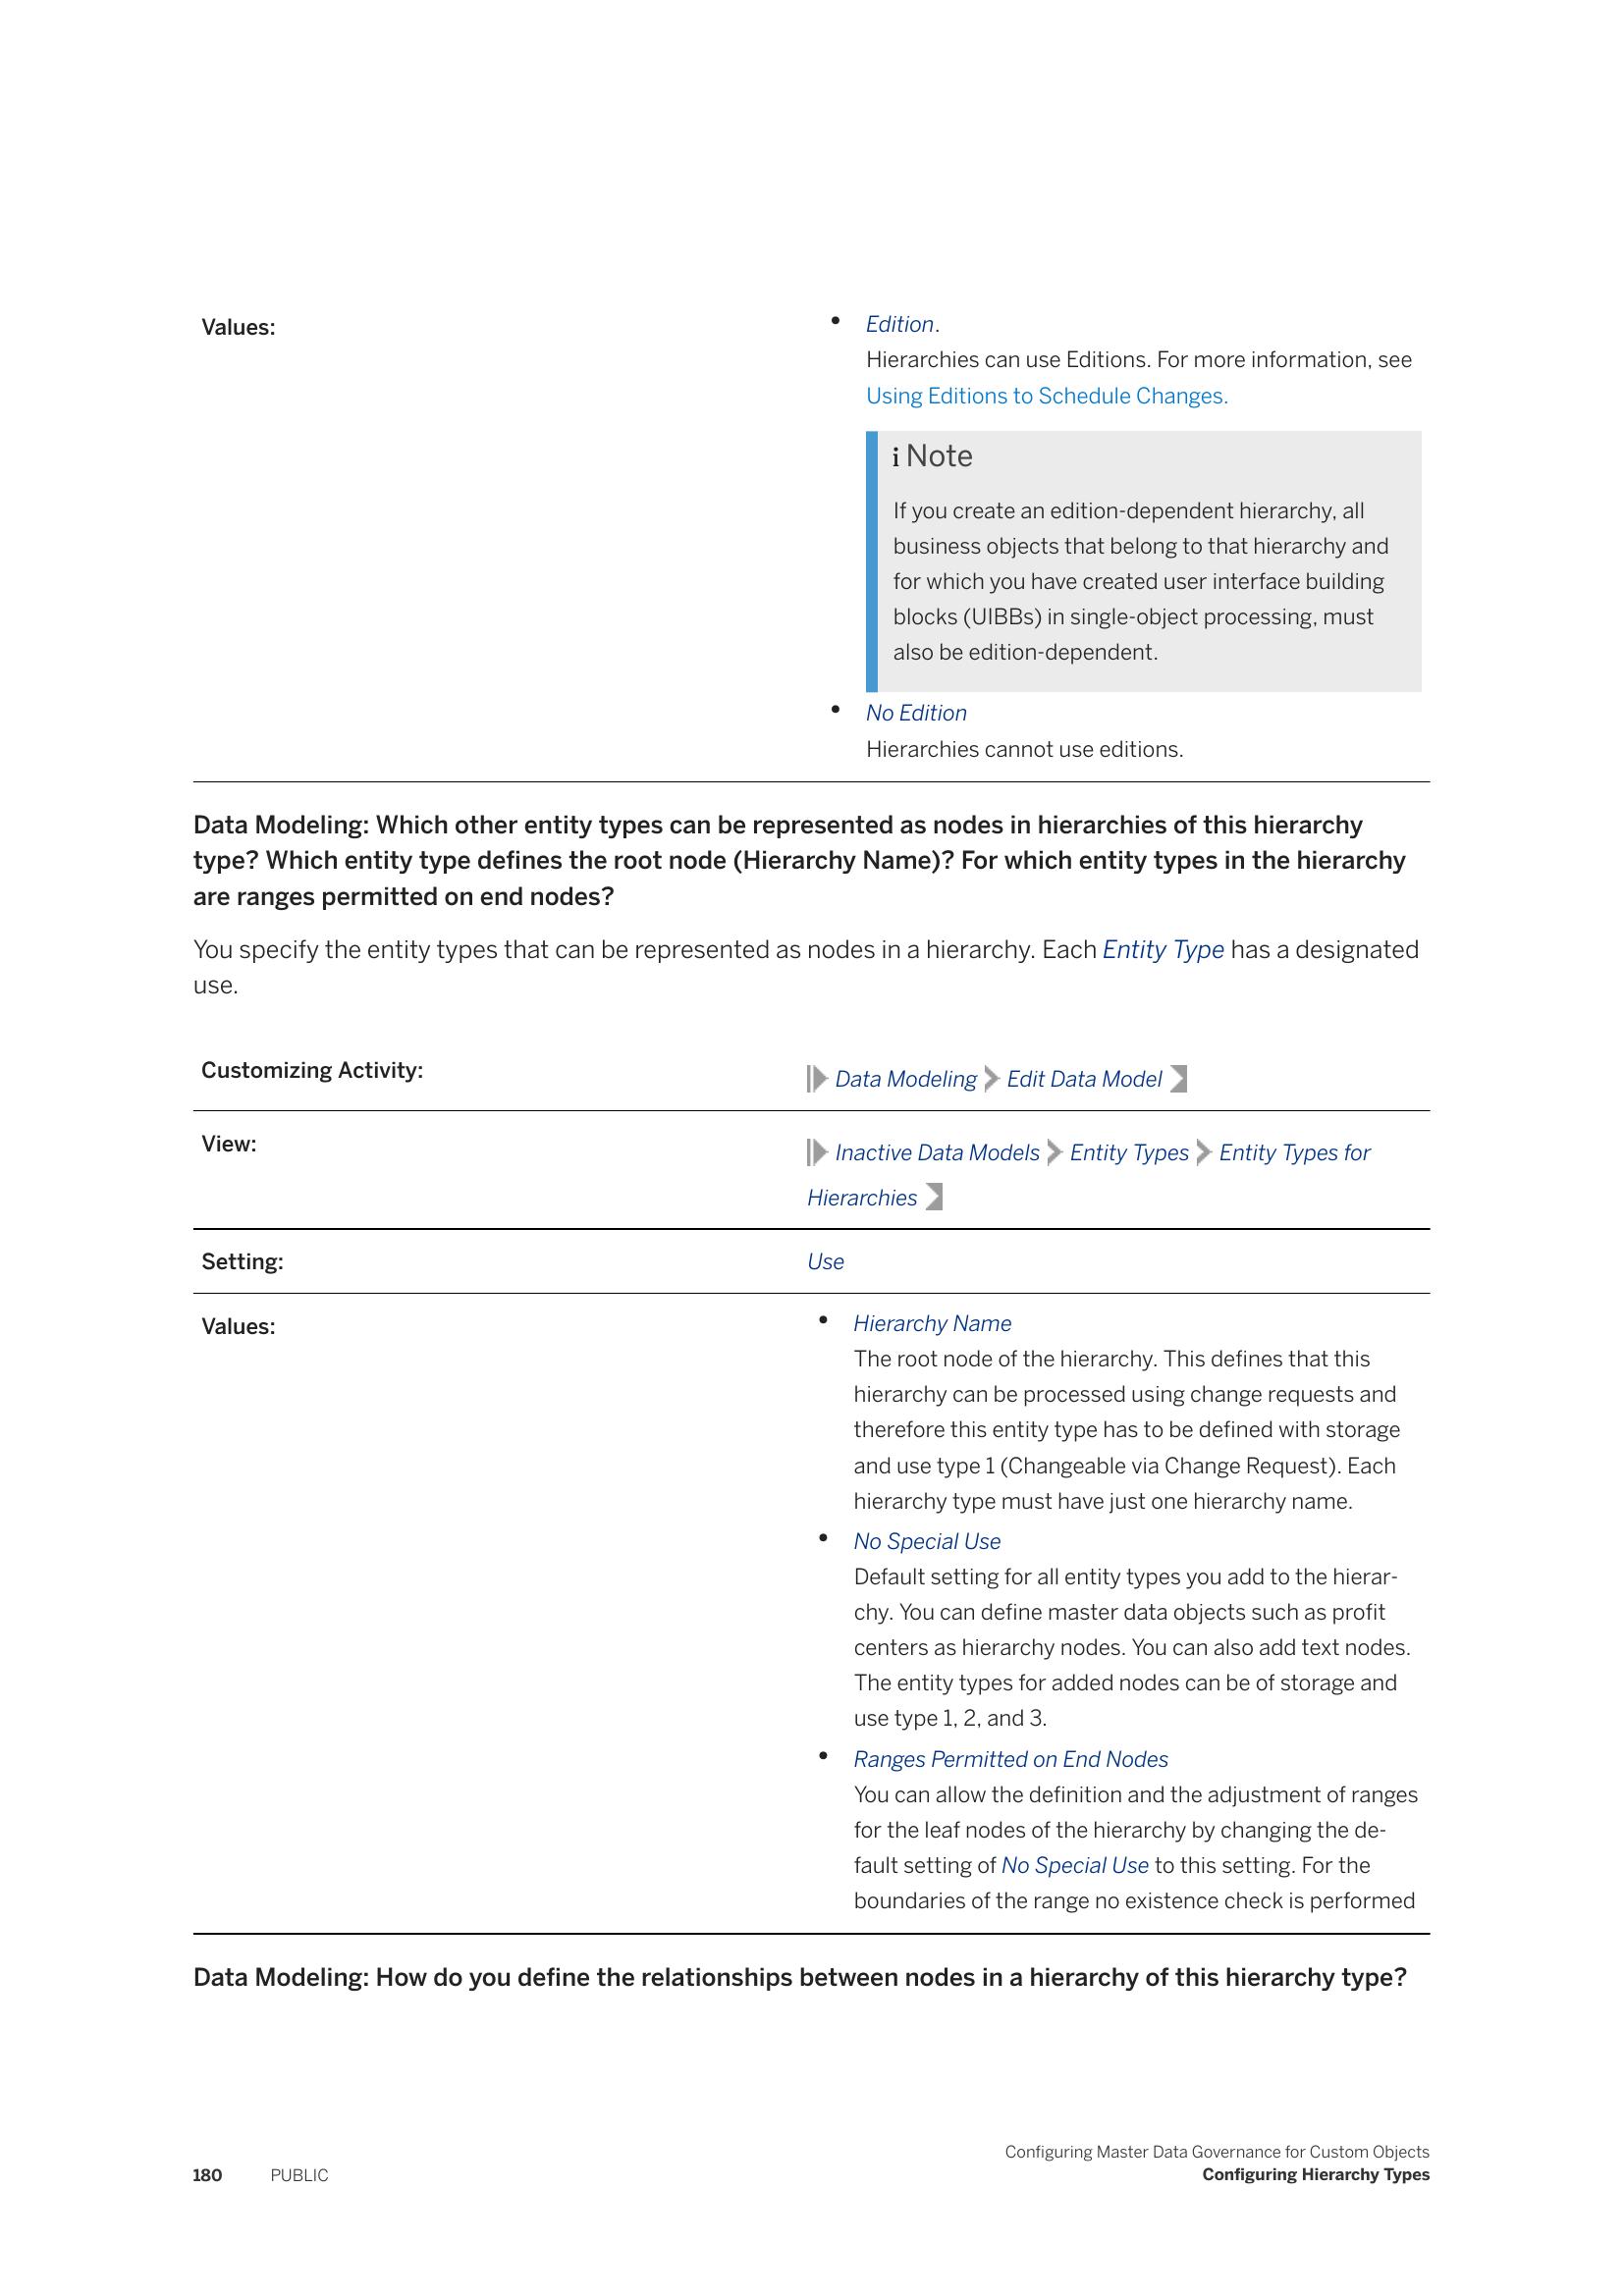 Values:
• Edition.
Hierarchies can use Editions. For more information, see
Using Editions to Schedule Changes.
i Note
If you create an edition-dependent hierarchy, all
business objects that belong to that hierarchy and
for which you have created user interface building
blocks (UIBBs) in single-object processing, must
also be edition-dependent.
• No Edition
Hierarchies cannot use editions.
Data Modeling: Which other entity types can be represented as nodes in hierarchies of this hierarchy
type? Which entity type defines the root node (Hierarchy Name)? For which entity types in the hierarchy
are ranges permitted on end nodes?
You specify the entity types that can be represented as nodes in a hierarchy. Each Entity Type has a designated
use.
Customizing Activity:
Data Modeling Edit Data Model
View:
Inactive Data Models Entity Types Entity Types for
Hierarchies
Setting:
Use
Values:
• Hierarchy Name
The root node of the hierarchy. This defines that this
hierarchy can be processed using change requests and
therefore this entity type has to be defined with storage
and use type 1 (Changeable via Change Request). Each
hierarchy type must have just one hierarchy name.
• No Special Use
Default setting for all entity types you add to the hierar-
chy. You can define master data objects such as profit
centers as hierarchy nodes. You can also add text nodes.
The entity types for added nodes can be of storage and
use type 1, 2, and 3.
• Ranges Permitted on End Nodes
You can allow the definition and the adjustment of ranges
for the leaf nodes of the hierarchy by changing the de-
fault setting of No Special Use to this setting. For the
boundaries of the range no existence check is performed
Data Modeling: How do you define the relationships between nodes in a hierarchy of this hierarchy type?
180 PUBLIC
Configuring Master Data Governance for Custom Objects
Configuring Hierarchy Types